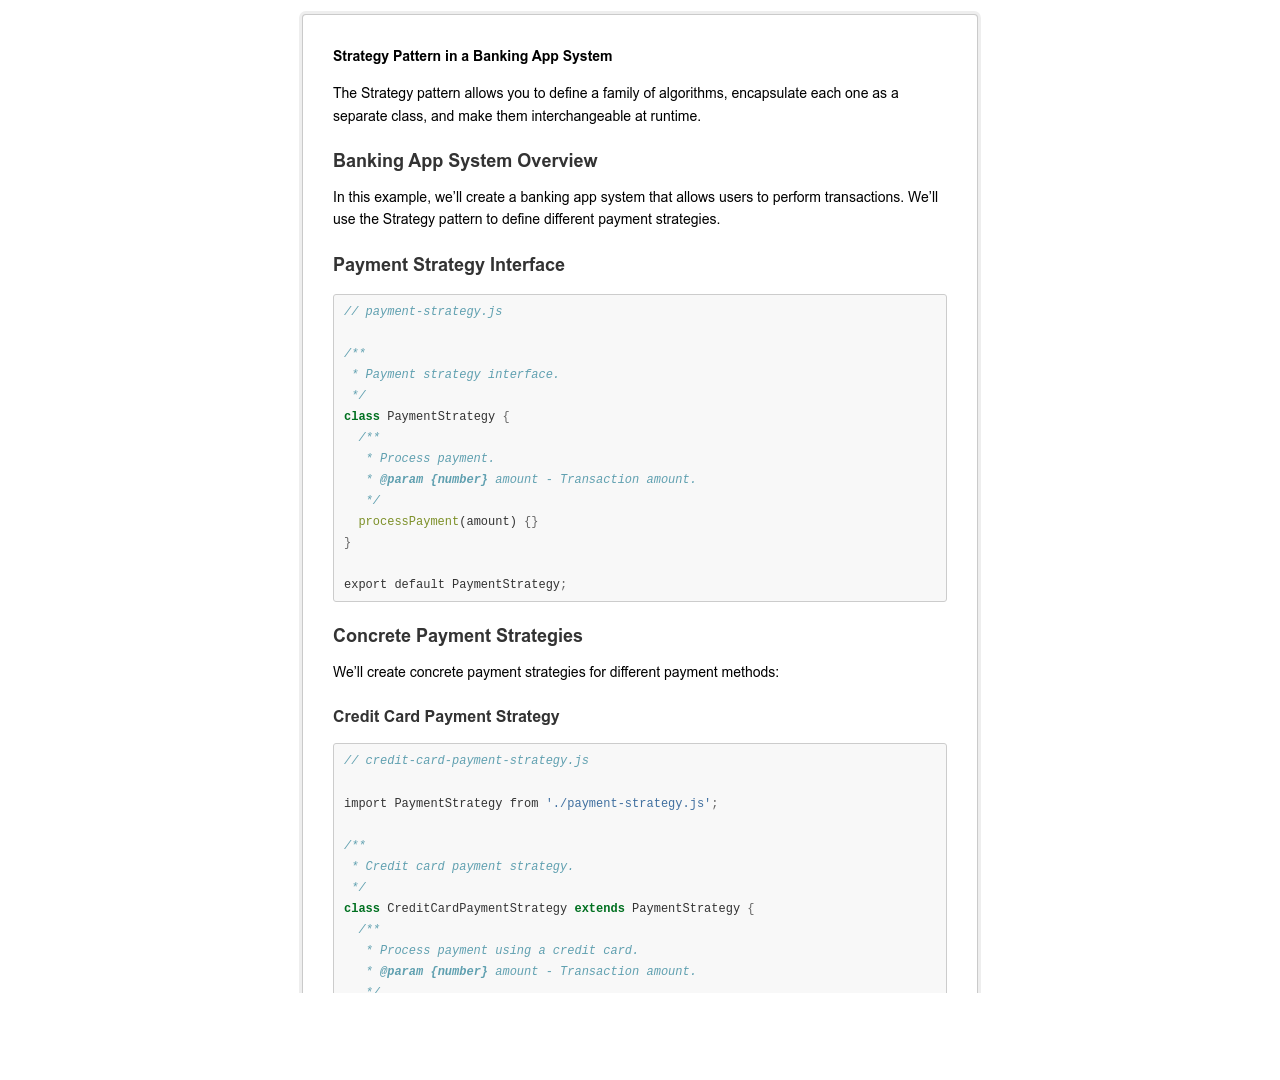 Strategy Pattern in a Banking App System
The Strategy pattern allows you to define a family of algorithms, encapsulate each one as a
separate class, and make them interchangeable at runtime.
Banking App System Overview
In this example, we’ll create a banking app system that allows users to perform transactions. We’ll
use the Strategy pattern to define different payment strategies.
Payment Strategy Interface
// payment-strategy.js
/**
 * Payment strategy interface.
 */
class PaymentStrategy {
  /**
   * Process payment.
   * @param {number} amount - Transaction amount.
   */
  processPayment(amount) {}
}
export default PaymentStrategy;
Concrete Payment Strategies
We’ll create concrete payment strategies for different payment methods:
Credit Card Payment Strategy
// credit-card-payment-strategy.js
import PaymentStrategy from './payment-strategy.js';
/**
 * Credit card payment strategy.
 */
class CreditCardPaymentStrategy extends PaymentStrategy {
  /**
   * Process payment using a credit card.
   * @param {number} amount - Transaction amount.
   */